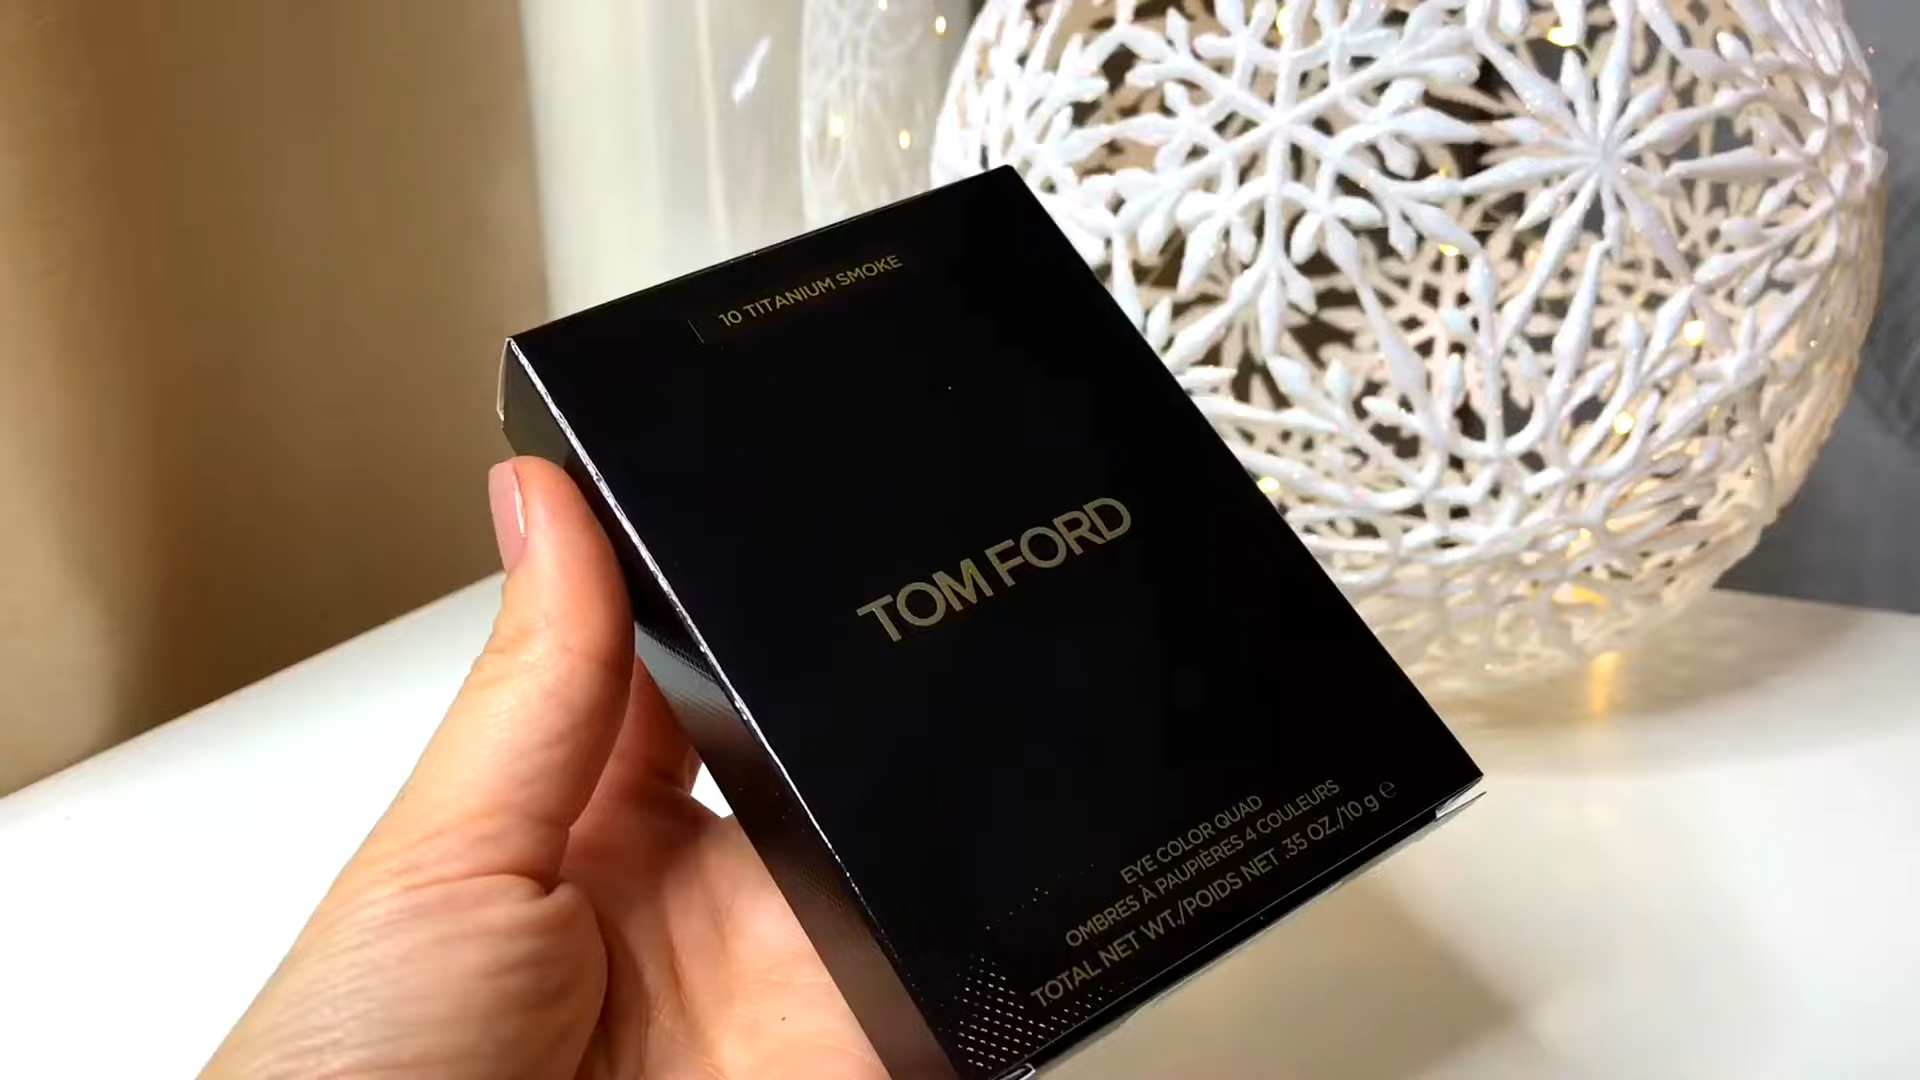 10 TITANIUM SMOKE
TOM FORD
EYE COLOR QUAD
OMBRES À PAUPIÈRES 4 COULEURS
TOTAL NET WT./POIDS NET .35 OZ./10 g ℮